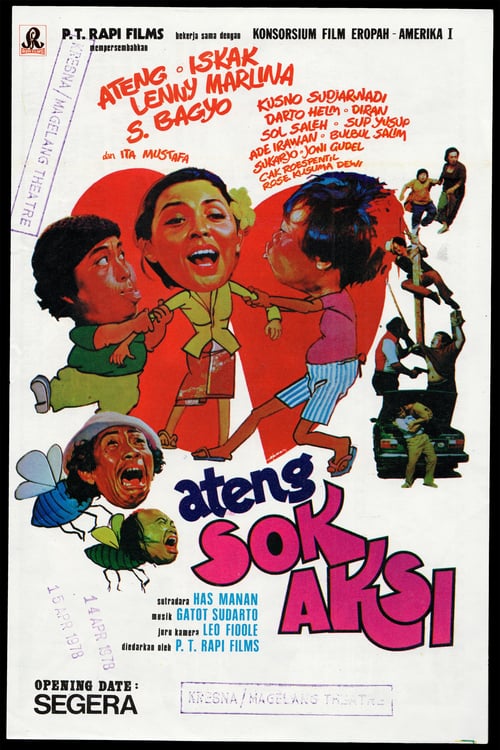 P.T. RAPI FILMS bekerja sama dengan KONSORSIUM FILM EROPAH - AMERIKA I
mempersembahkan
ATENG • ISKAK
LENNY MARLINA
S. BAGYO
dan ITA MUSTAFA
KUSNO SUDJARNADI
DARTO HELM • DIRAN
SOL SALEH • SUP YUSUP
ADE IRAWAN • BULBUL SALIM
SUKARJO • JONI GUDEL
CAK ROESPENTIL
ROSE KUSUMA DEWI
KRESNA/MAGELANG THEATRE
ateng
SOK
AKSI
sutradara HAS MANAN
musik GATOT SUDARTO
juru kamera LEO FIOOLE
diedarkan oleh P. T. RAPI FILMS
15 APR 1978
14 APR 1978
OPENING DATE :
SEGERA
KRESNA/MAGELANG THEATRE